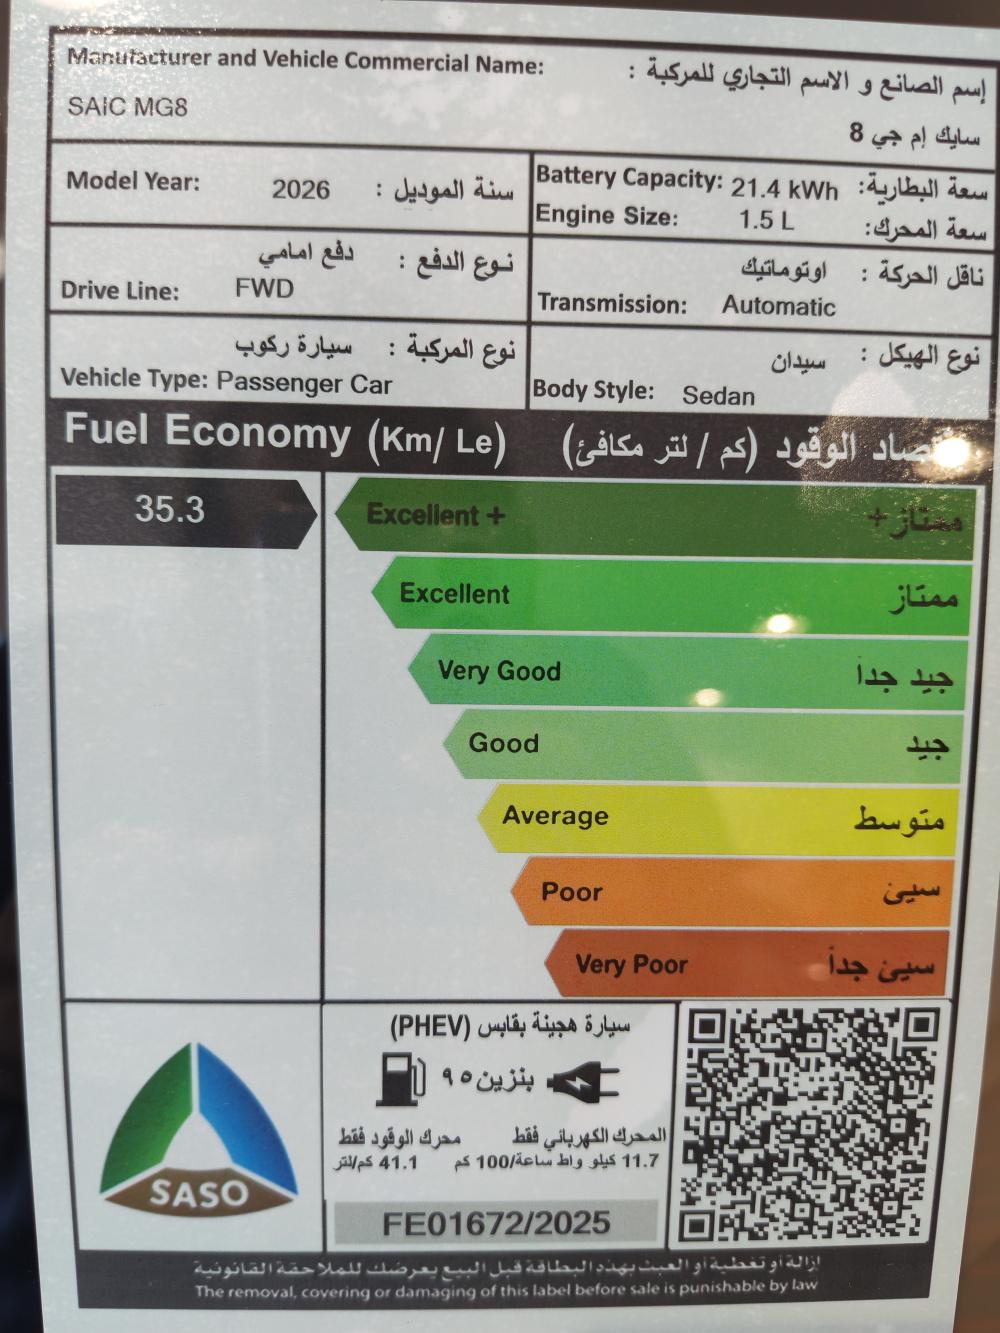 Manufacturer and Vehicle Commercial Name: إسم الصانع و الاسم التجاري للمركبة :
SAIC MG8
سايك إم جي 8
Model Year: 2026 سنة الموديل :
Battery Capacity: 21.4 kWh سعة البطارية:
Engine Size: 1.5 L سعة المحرك:
نوع الدفع : دفع امامي
Drive Line: FWD
ناقل الحركة : اوتوماتيك
Transmission: Automatic
نوع المركبة : سيارة ركوب
Vehicle Type: Passenger Car
نوع الهيكل : سيدان
Body Style: Sedan
Fuel Economy (Km/ Le) الوقود (كم / لتر مكافئ)
35.3
Excellent + ممتاز+
Excellent ممتاز
Very Good جيد جداً
Good جيد
Average متوسط
Poor سيئ
Very Poor سيئ جداً
سيارة هجينة بقابس (PHEV)
بنزين ٩٥
المحرك الكهربائي فقط محرك الوقود فقط
11.7 كيلو واط ساعة/100 كم 41.1 كم/لتر
SASO
FE01672/2025
إزالة أو تغطية أو العبث بهذه البطاقة قبل البيع يعرضك للملاحقة القانونية
The removal, covering or damaging of this label before sale is punishable by law